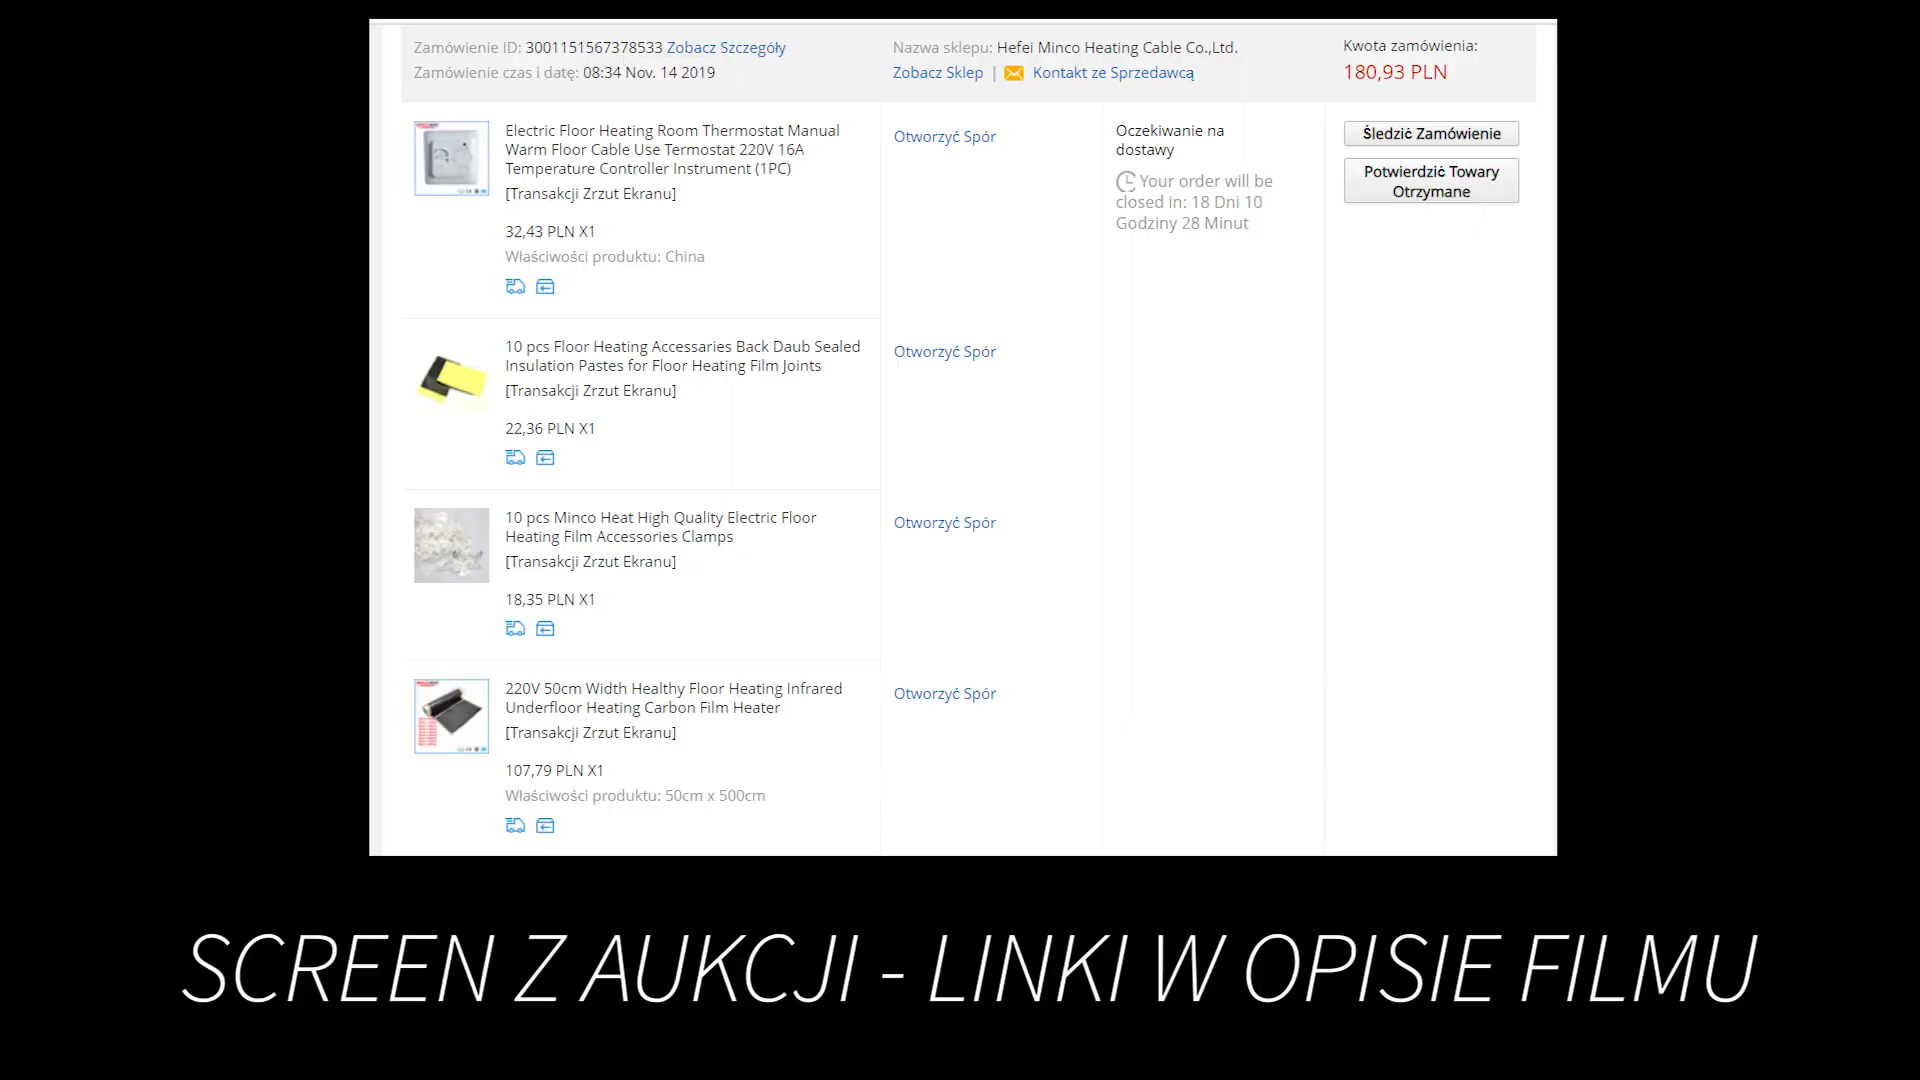 Zamówienie ID: 3001151567378533 Zobacz Szczegóły
Zamówienie czas i datę: 08:34 Nov. 14 2019
Nazwa sklepu: Hefei Minco Heating Cable Co.,Ltd.
Zobacz Sklep | Kontakt ze Sprzedawcą
Kwota zamówienia:
180,93 PLN
Electric Floor Heating Room Thermostat Manual
Warm Floor Cable Use Termostat 220V 16A
Temperature Controller Instrument (1PC)
[Transakcji Zrzut Ekranu]
32,43 PLN X1
Właściwości produktu: China
Otworzyć Spór
Oczekiwanie na
dostawy
Your order will be
closed in: 18 Dni 10
Godziny 28 Minut
Śledzić Zamówienie
Potwierdzić Towary
Otrzymane
10 pcs Floor Heating Accessaries Back Daub Sealed
Insulation Pastes for Floor Heating Film Joints
[Transakcji Zrzut Ekranu]
22,36 PLN X1
Otworzyć Spór
10 pcs Minco Heat High Quality Electric Floor
Heating Film Accessories Clamps
[Transakcji Zrzut Ekranu]
18,35 PLN X1
Otworzyć Spór
220V 50cm Width Healthy Floor Heating Infrared
Underfloor Heating Carbon Film Heater
[Transakcji Zrzut Ekranu]
107,79 PLN X1
Właściwości produktu: 50cm x 500cm
Otworzyć Spór
SCREEN Z AUKCJI - LINKI W OPISIE FILMU